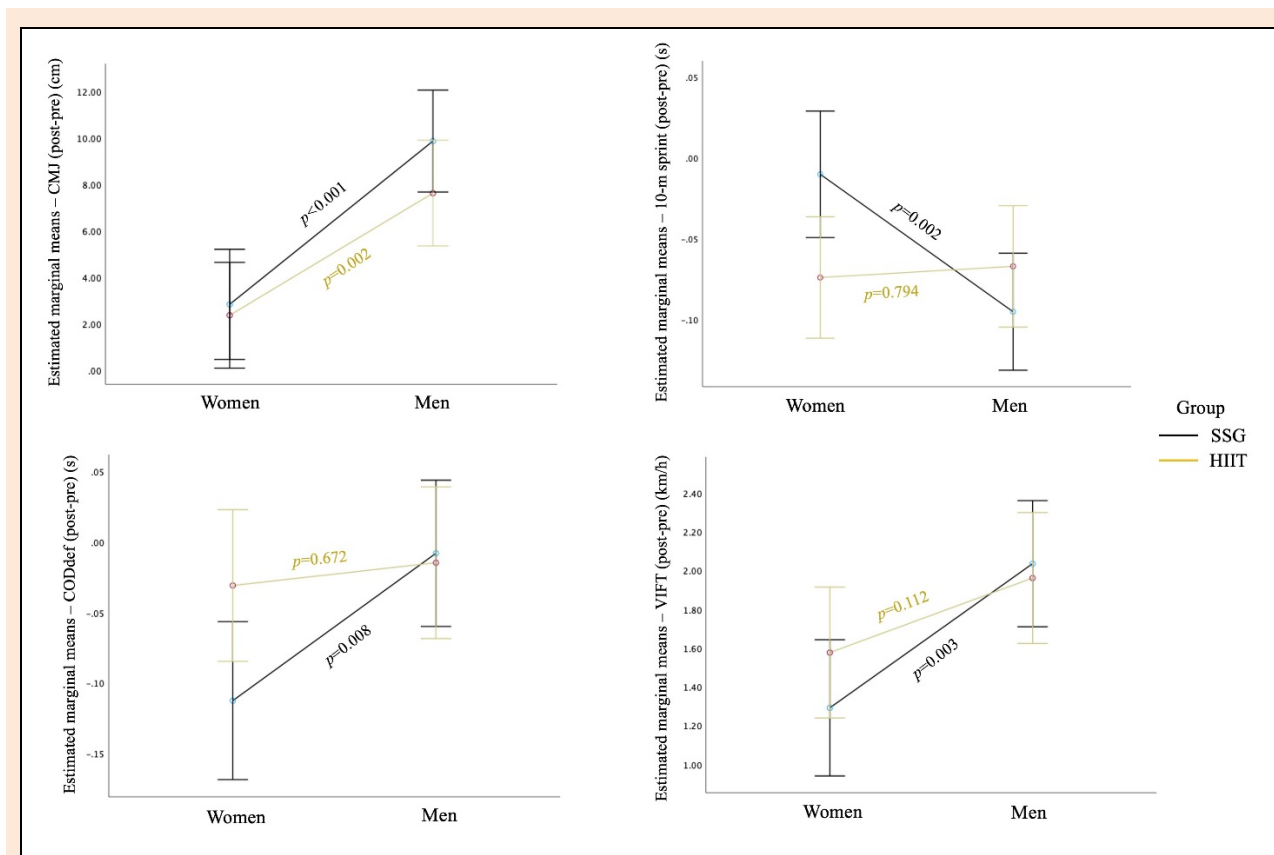 Estimated marginal means – CMJ (post-pre) (cm)
12.00
10.00
8.00
6.00
4.00
2.00
.00
p<0.001
p=0.002
Women
Men
Estimated marginal means – 10-m sprint (post-pre) (s)
.05
.00
-.05
-.10
p=0.002
p=0.794
Women
Men
Group
SSG
HIIT
Estimated marginal means – CODdef (post-pre) (s)
.05
.00
-.05
-.10
-.15
p=0.672
p=0.008
Women
Men
Estimated marginal means – VIFT (post-pre) (km/h)
2.40
2.20
2.00
1.80
1.60
1.40
1.20
1.00
p=0.112
p=0.003
Women
Men